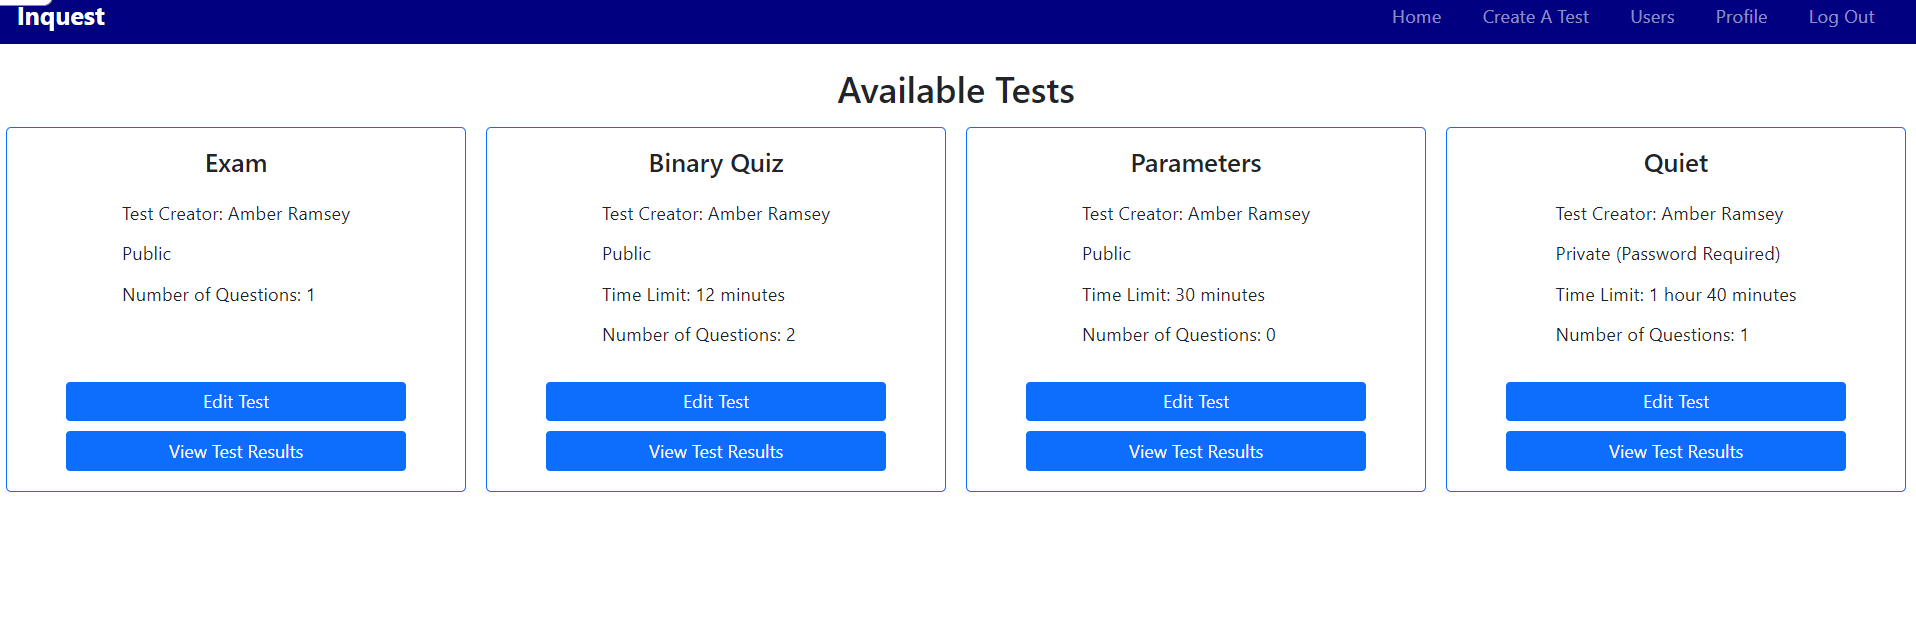 Inquest
Home Create A Test Users Profile Log Out
Available Tests
Exam
Test Creator: Amber Ramsey
Public
Number of Questions: 1
Edit Test
View Test Results
Binary Quiz
Test Creator: Amber Ramsey
Public
Time Limit: 12 minutes
Number of Questions: 2
Edit Test
View Test Results
Parameters
Test Creator: Amber Ramsey
Public
Time Limit: 30 minutes
Number of Questions: 0
Edit Test
View Test Results
Quiet
Test Creator: Amber Ramsey
Private (Password Required)
Time Limit: 1 hour 40 minutes
Number of Questions: 1
Edit Test
View Test Results